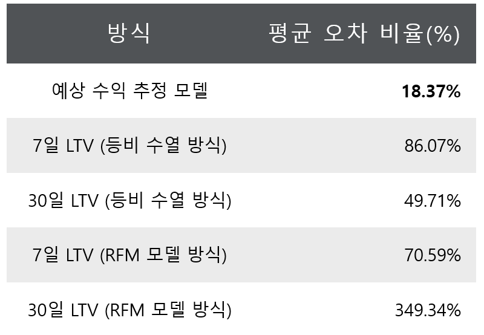 방식 평균 오차 비율(%)
예상 수익 추정 모델 18.37%
7일 LTV (등비 수열 방식) 86.07%
30일 LTV (등비 수열 방식) 49.71%
7일 LTV (RFM 모델 방식) 70.59%
30일 LTV (RFM 모델 방식) 349.34%